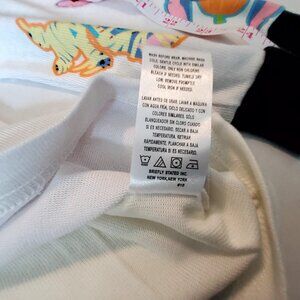 WASH BEFORE WEAR. MACHINE WASH
COLD, GENTLE CYCLE WITH SIMILAR
COLORS. ONLY NON CHLORINE
BLEACH IF NEEDED. TUMBLE DRY
LOW. REMOVE PROMPTLY.
COOL IRON IF NEEDED.
LAVAR ANTES DE USAR. LAVAR A MAQUINA
CON AGUA FRIA, CICLO DELICADO Y CON
COLORES SIMILARES. SOLO
BLANQUEADOR SIN CLORO CUANDO
ES NECESARIO. SECAR A BAJA
TEMPERATURA. RETIRAR
RAPIDAMENTE. PLANCHAR A BAJA
TEMPERATURA SI ES NECESARIO.
BRIEFLY STATED INC.
NEW YORK, NEW YORK